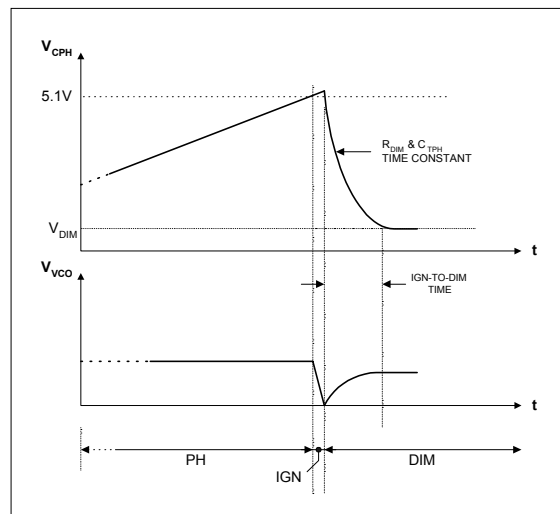 V_CPH
5.1V
R_DIM & C_TPH
TIME CONSTANT
V_DIM
t
V_VCO
IGN-TO-DIM
TIME
t
PH
IGN
DIM